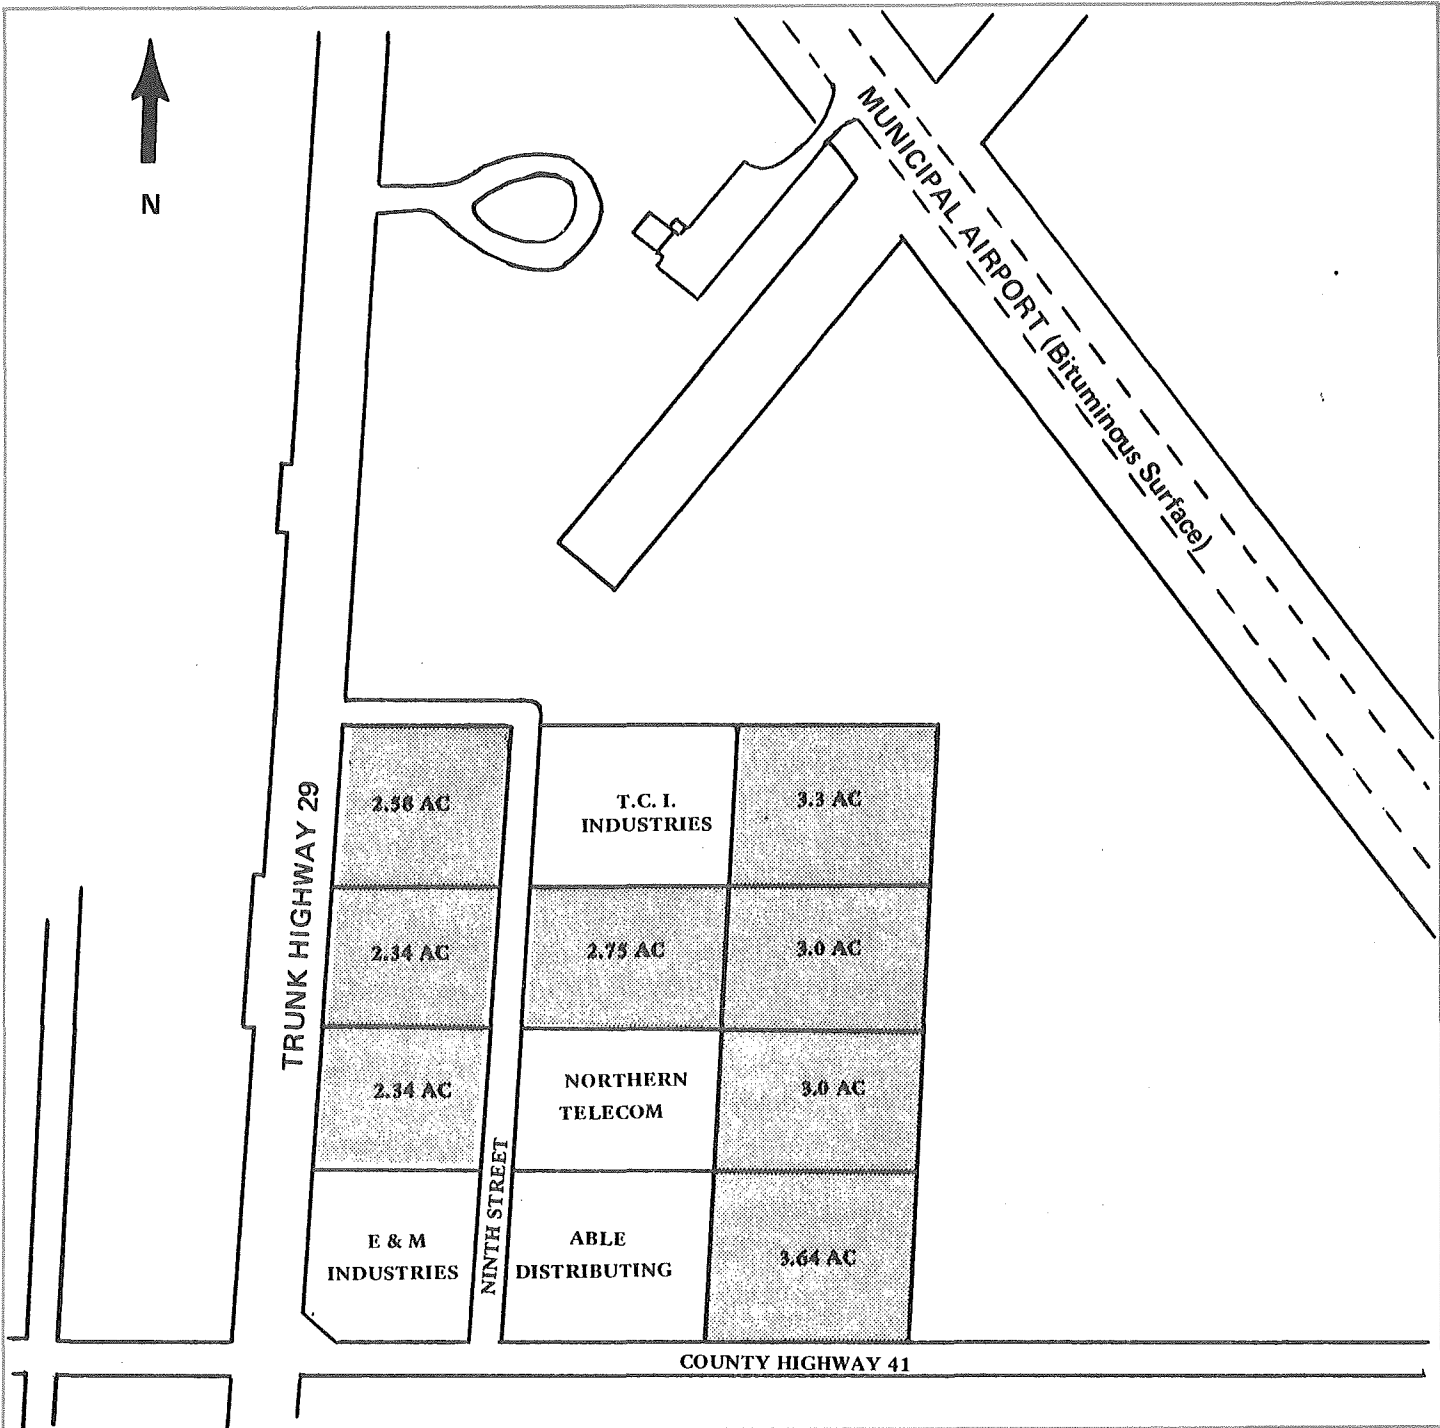 N
MUNICIPAL AIRPORT (Bituminous Surface)
TRUNK HIGHWAY 29
2.58 AC
T.C. I.
INDUSTRIES
3.3 AC
2.34 AC
2.75 AC
3.0 AC
2.34 AC
NORTHERN
TELECOM
3.0 AC
NINTH STREET
E & M
INDUSTRIES
ABLE
DISTRIBUTING
3.64 AC
COUNTY HIGHWAY 41